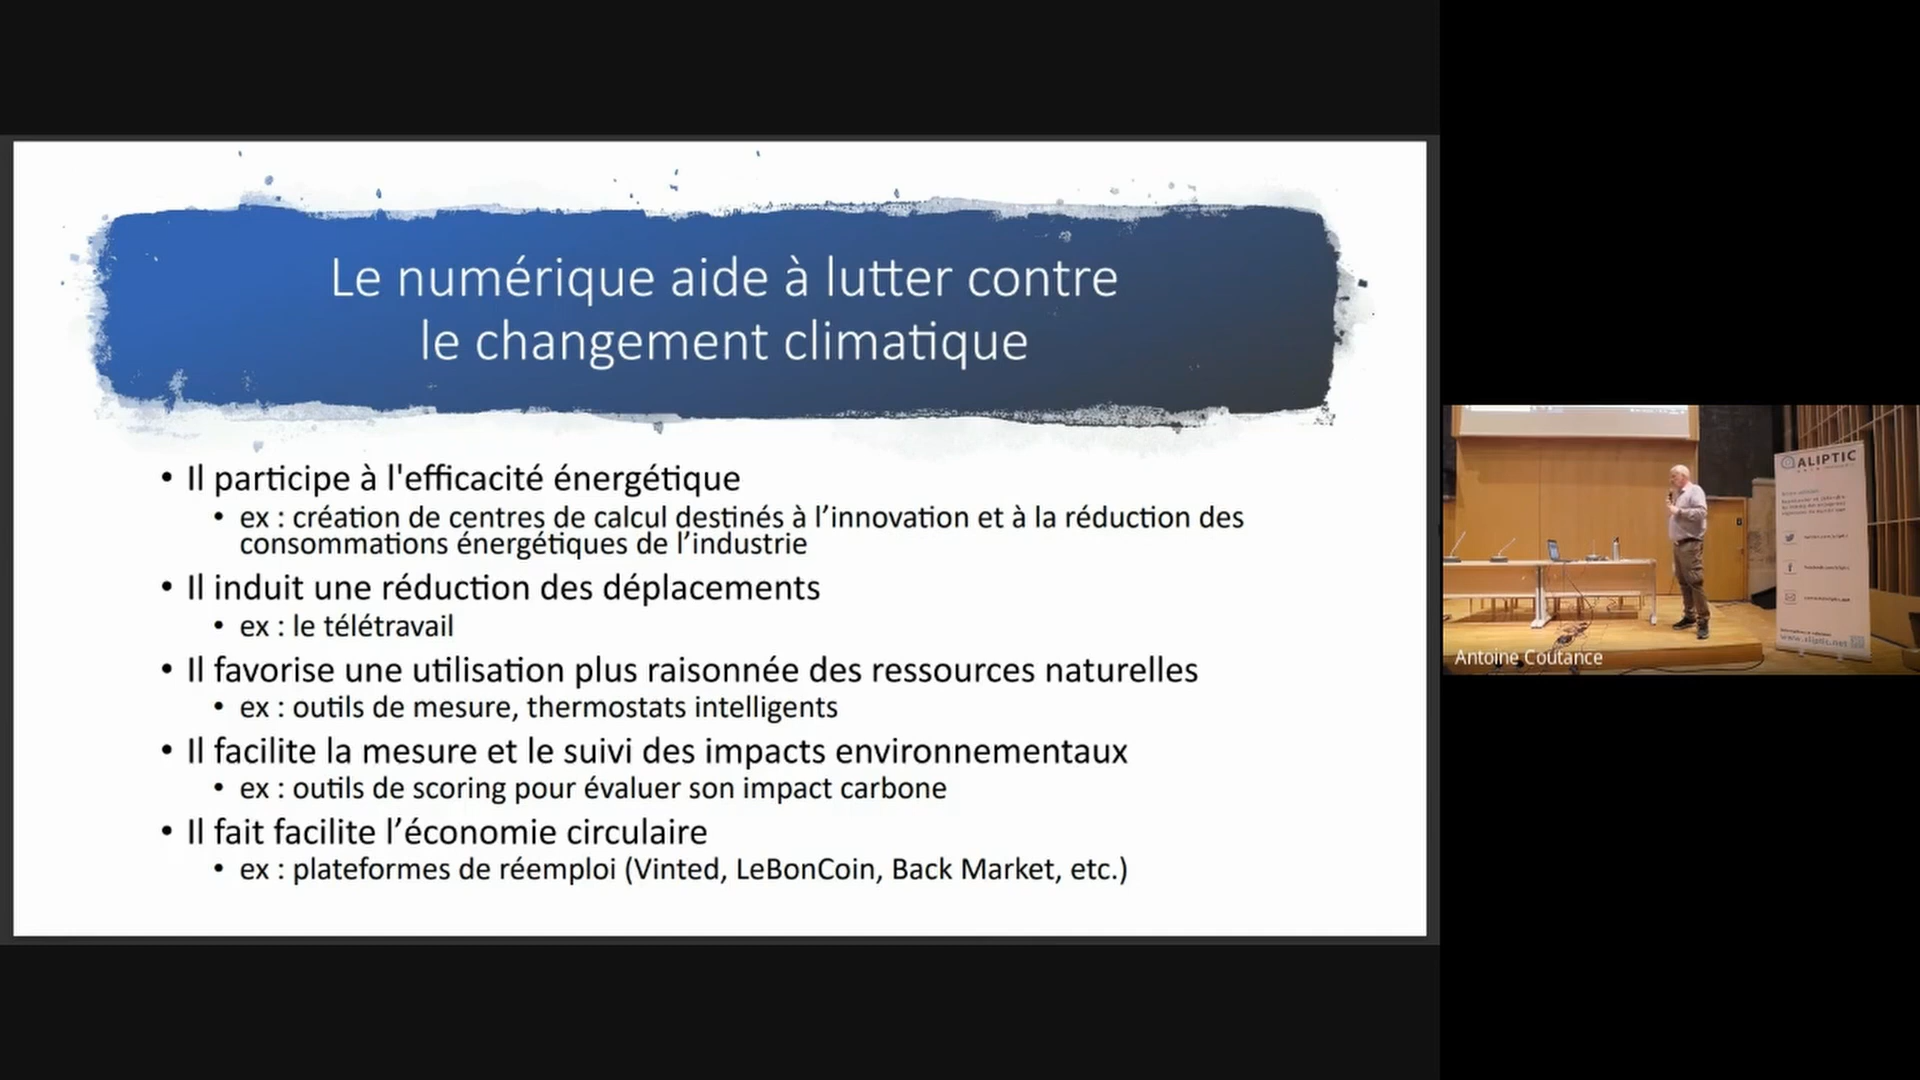 Le numérique aide à lutter contre
le changement climatique
• Il participe à l'efficacité énergétique
• ex : création de centres de calcul destinés à l’innovation et à la réduction des
consommations énergétiques de l’industrie
• Il induit une réduction des déplacements
• ex : le télétravail
• Il favorise une utilisation plus raisonnée des ressources naturelles
• ex : outils de mesure, thermostats intelligents
• Il facilite la mesure et le suivi des impacts environnementaux
• ex : outils de scoring pour évaluer son impact carbone
• Il fait facilite l’économie circulaire
• ex : plateformes de réemploi (Vinted, LeBonCoin, Back Market, etc.)
ALIPTIC
www.aliptic.net
Antoine Coutance